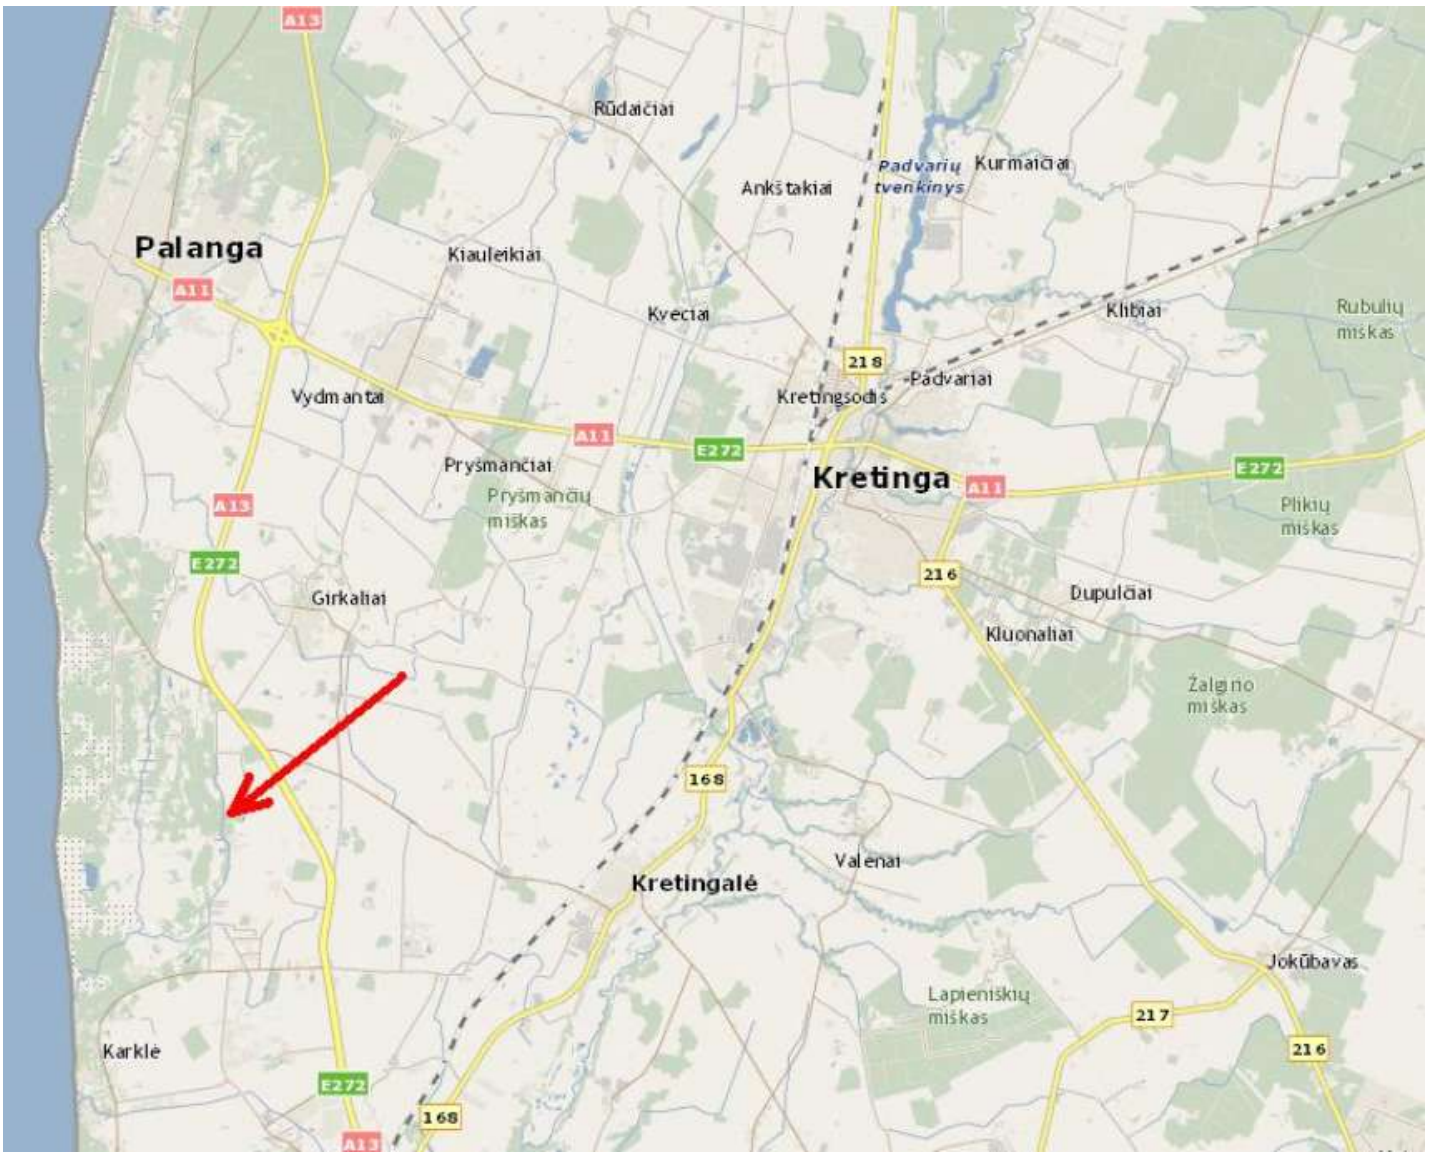 A13
Rūdaičiai
Padvarių
tvenkinys
Kurmaičiai
Ankštakiai
Palanga
Kiauleikiai
A11
Kveciai
Klibiai
Rubulių
miškas
218
Padvariai
Vydmantai
Kretingsodis
A11
E272
Pryšmančiai
E272
Kretinga
A11
Pryšmančių
miškas
A13
Plikių
miškas
E272
216
Girkaliai
Dupulčiai
Kluonaliai
Žalgirio
miškas
168
Valėnai
Kretingalė
Jokūbavas
Lapieniškių
miškas
217
Karklė
216
E272
168
A13